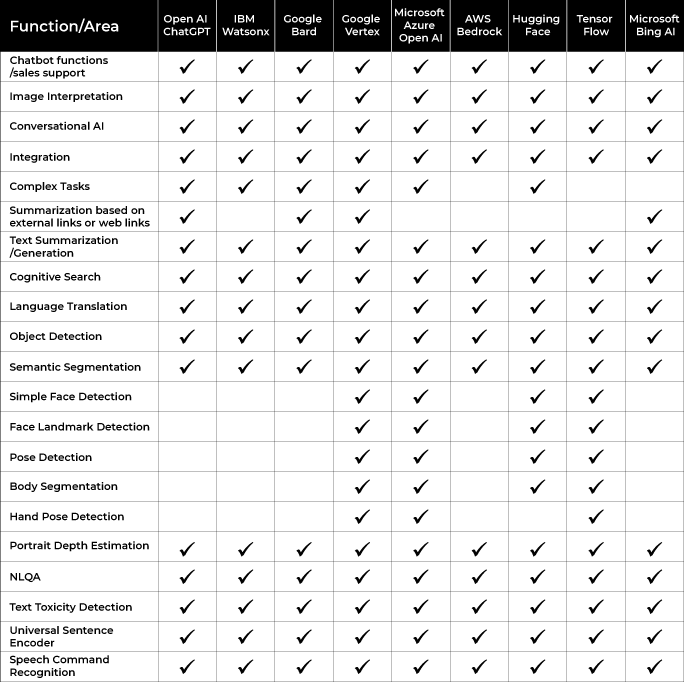 Function/Area
Open AI
ChatGPT
IBM
Watsonx
Google
Bard
Google
Vertex
Microsoft
Azure
Open AI
AWS
Bedrock
Hugging
Face
Tensor
Flow
Microsoft
Bing AI
Chatbot functions
/sales support
Image Interpretation
Conversational AI
Integration
Complex Tasks
Summarization based on
external links or web links
Text Summarization
/Generation
Cognitive Search
Language Translation
Object Detection
Semantic Segmentation
Simple Face Detection
Face Landmark Detection
Pose Detection
Body Segmentation
Hand Pose Detection
Portrait Depth Estimation
NLQA
Text Toxicity Detection
Universal Sentence
Encoder
Speech Command
Recognition